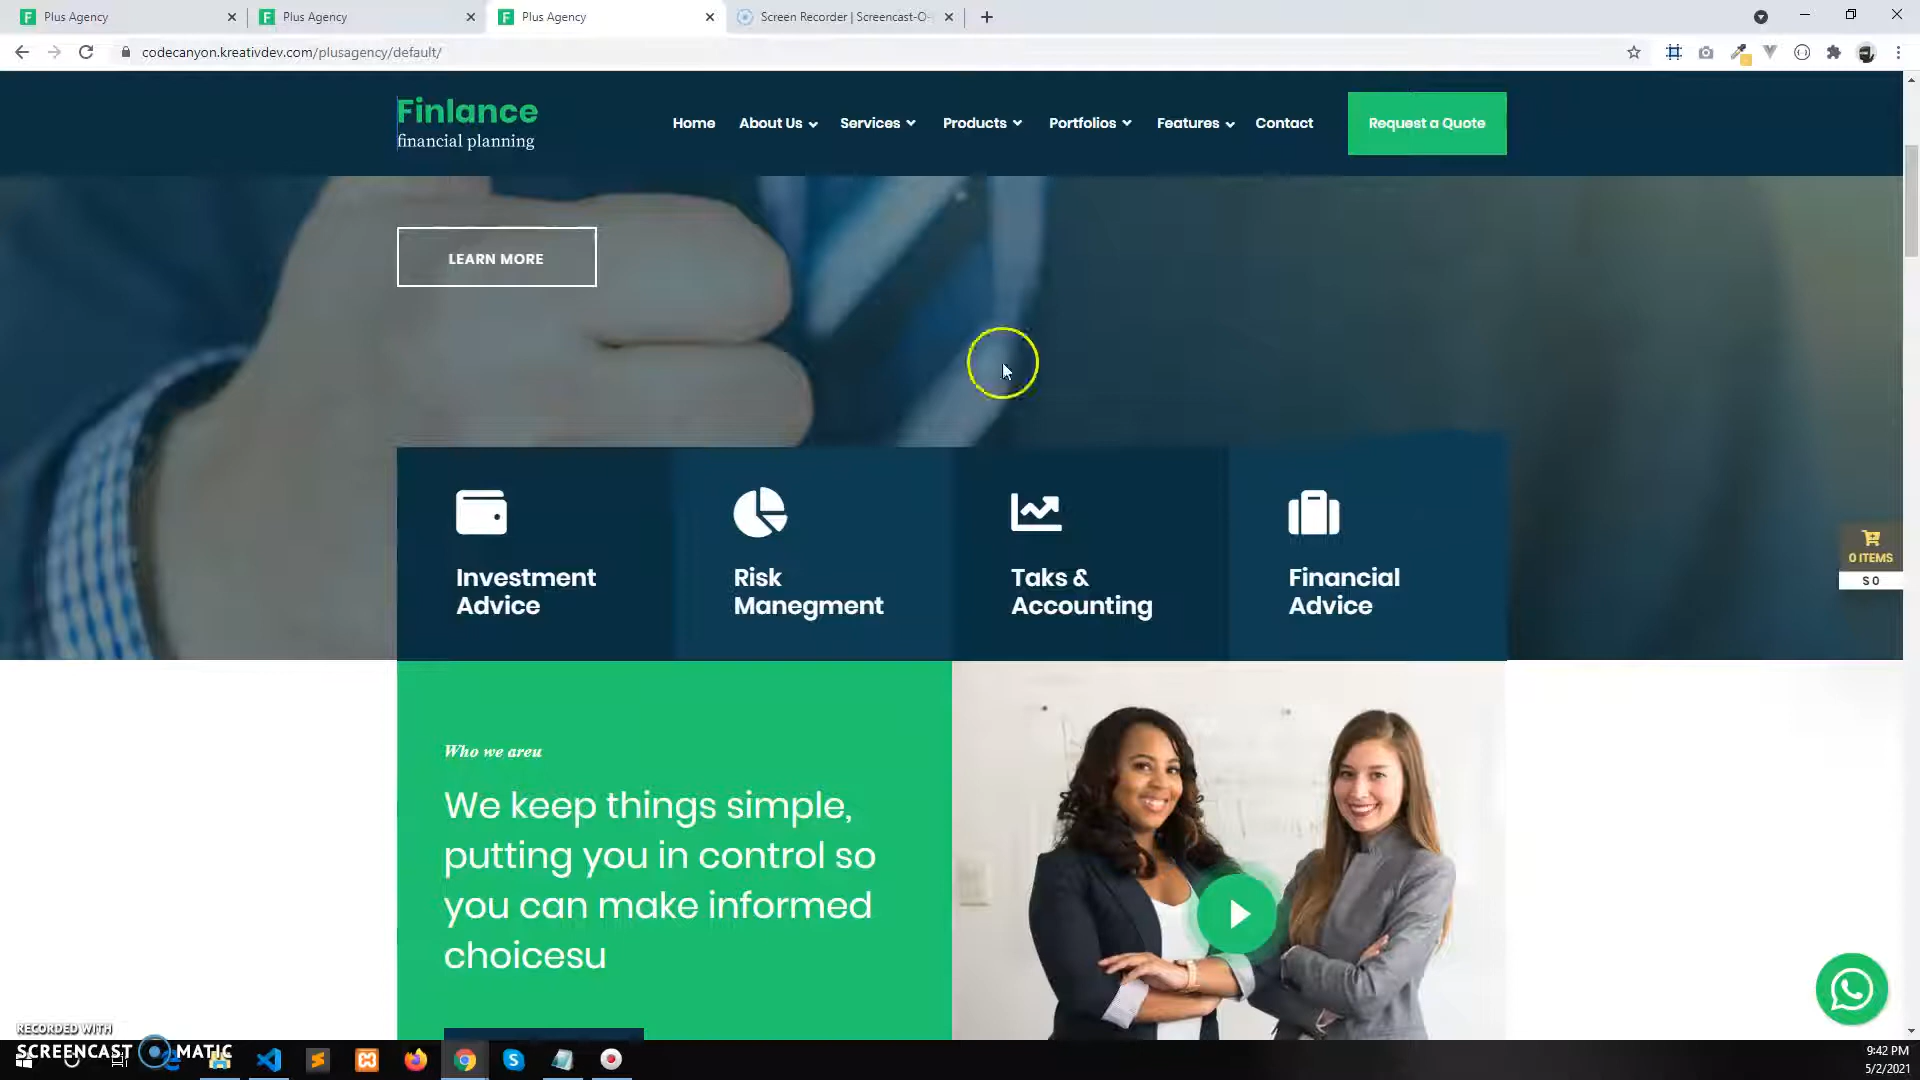 Plus Agency
Plus Agency
Plus Agency
Screen Recorder | Screencast-O-
codecanyon.kreativdev.com/plusagency/default/
Finlance
financial planning
Home
About Us
Services
Products
Portfolios
Features
Contact
Request a Quote
LEARN MORE
0 ITEMS
$ 0
Investment
Advice
Risk
Manegment
Taks &
Accounting
Financial
Advice
Who we areu
We keep things simple,
putting you in control so
you can make informed
choicesu
RECORDED WITH
SCREENCAST MATIC
9:42 PM
5/2/2021